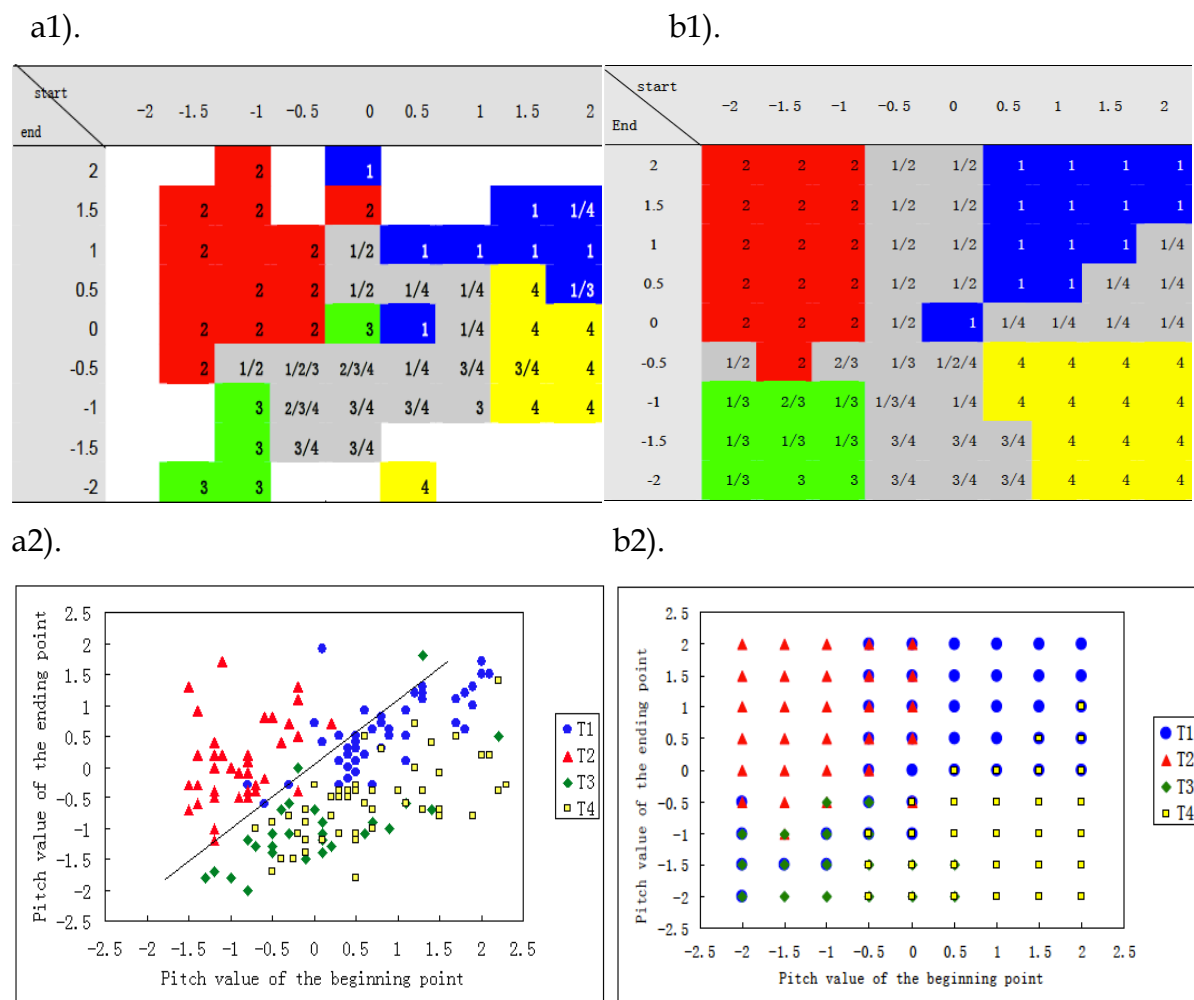 a1).
b1).
start
end
-2 -1.5 -1 -0.5 0 0.5 1 1.5 2
2 2 1
1.5 2 2 2 1 1/4
1 2 2 1/2 1 1 1 1
0.5 2 2 1/2 1/4 1/4 4 1/3
0 2 2 2 3 1 1/4 4 4
-0.5 2 1/2 1/2/3 2/3/4 1/4 3/4 3/4 4
-1 3 2/3/4 3/4 3/4 3 4 4
-1.5 3 3/4 3/4
-2 3 3 4
start
End
-2 -1.5 -1 -0.5 0 0.5 1 1.5 2
2 2 2 2 1/2 1/2 1 1 1 1
1.5 2 2 2 1/2 1/2 1 1 1 1
1 2 2 2 1/2 1/2 1 1 1 1/4
0.5 2 2 2 1/2 1/2 1 1 1/4 1/4
0 2 2 2 1/2 1 1/4 1/4 1/4 1/4
-0.5 1/2 2 2/3 1/3 1/2/4 4 4 4 4
-1 1/3 2/3 1/3 1/3/4 1/4 4 4 4 4
-1.5 1/3 1/3 1/3 3/4 3/4 3/4 4 4 4
-2 1/3 3 3 3/4 3/4 3/4 4 4 4
a2).
b2).
Pitch value of the ending point
2.5
2
1.5
1
0.5
0
-0.5
-1
-1.5
-2
-2.5
-2.5 -2 -1.5 -1 -0.5 0 0.5 1 1.5 2 2.5
Pitch value of the beginning point
T1
T2
T3
T4
Pitch value of the ending point
2.5
2
1.5
1
0.5
0
-0.5
-1
-1.5
-2
-2.5
-2.5 -2 -1.5 -1 -0.5 0 0.5 1 1.5 2 2.5
Pitch value of the beginning point
T1
T2
T3
T4